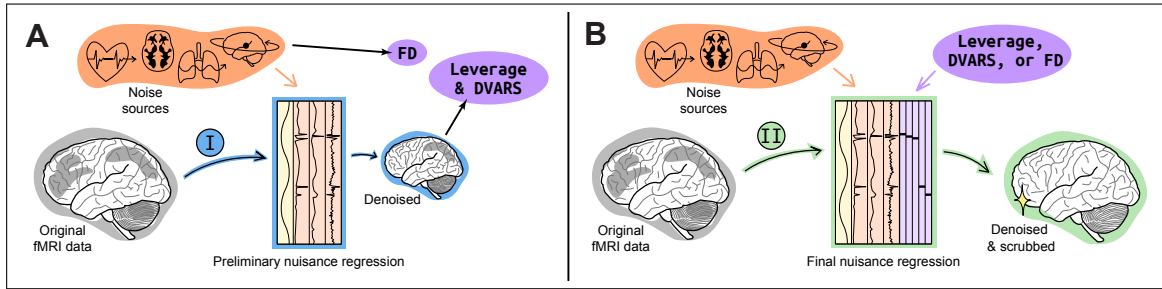 A
Noise
sources
FD
Leverage
& DVARS
I
Original
fMRI data
Denoised
Preliminary nuisance regression
B
Noise
sources
Leverage,
DVARS, or FD
II
Original
fMRI data
Denoised
& scrubbed
Final nuisance regression